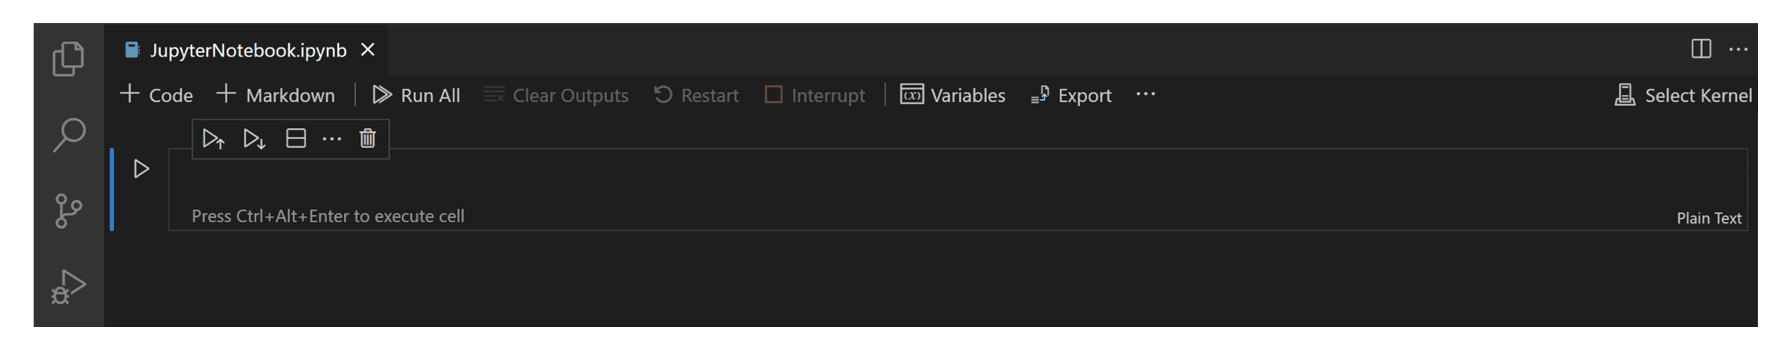 JupyterNotebook.ipynb
Code Markdown Run All Clear Outputs Restart Interrupt (x) Variables Export Select Kernel
Press Ctrl+Alt+Enter to execute cell
Plain Text